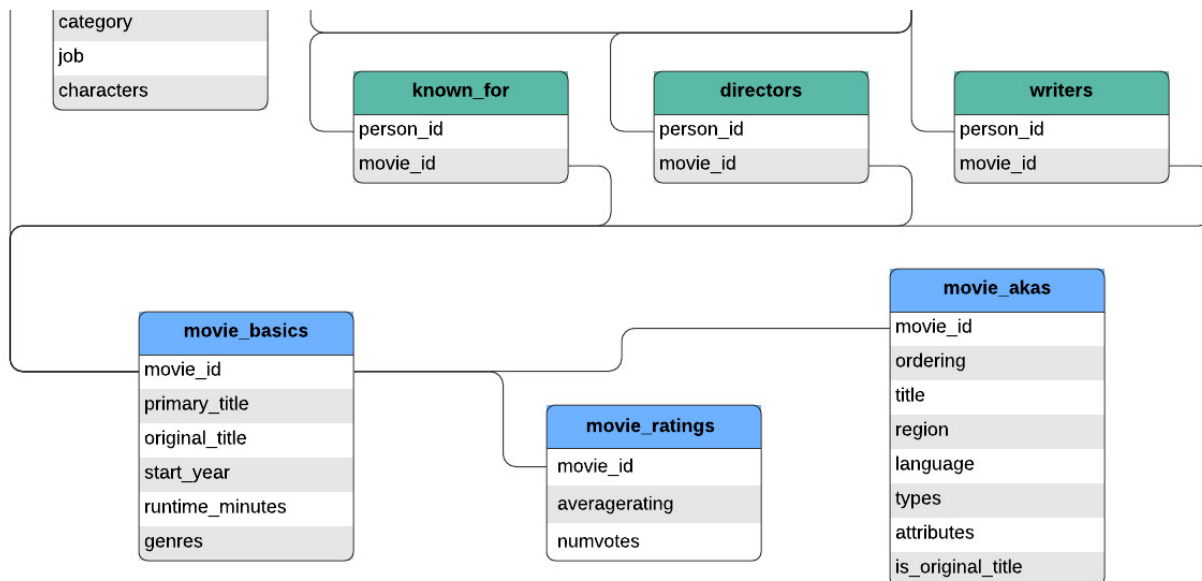 category
job
characters
known_for
person_id
movie_id
directors
person_id
movie_id
writers
person_id
movie_id
movie_basics
movie_id
primary_title
original_title
start_year
runtime_minutes
genres
movie_ratings
movie_id
averagerating
numvotes
movie_akas
movie_id
ordering
title
region
language
types
attributes
is_original_title